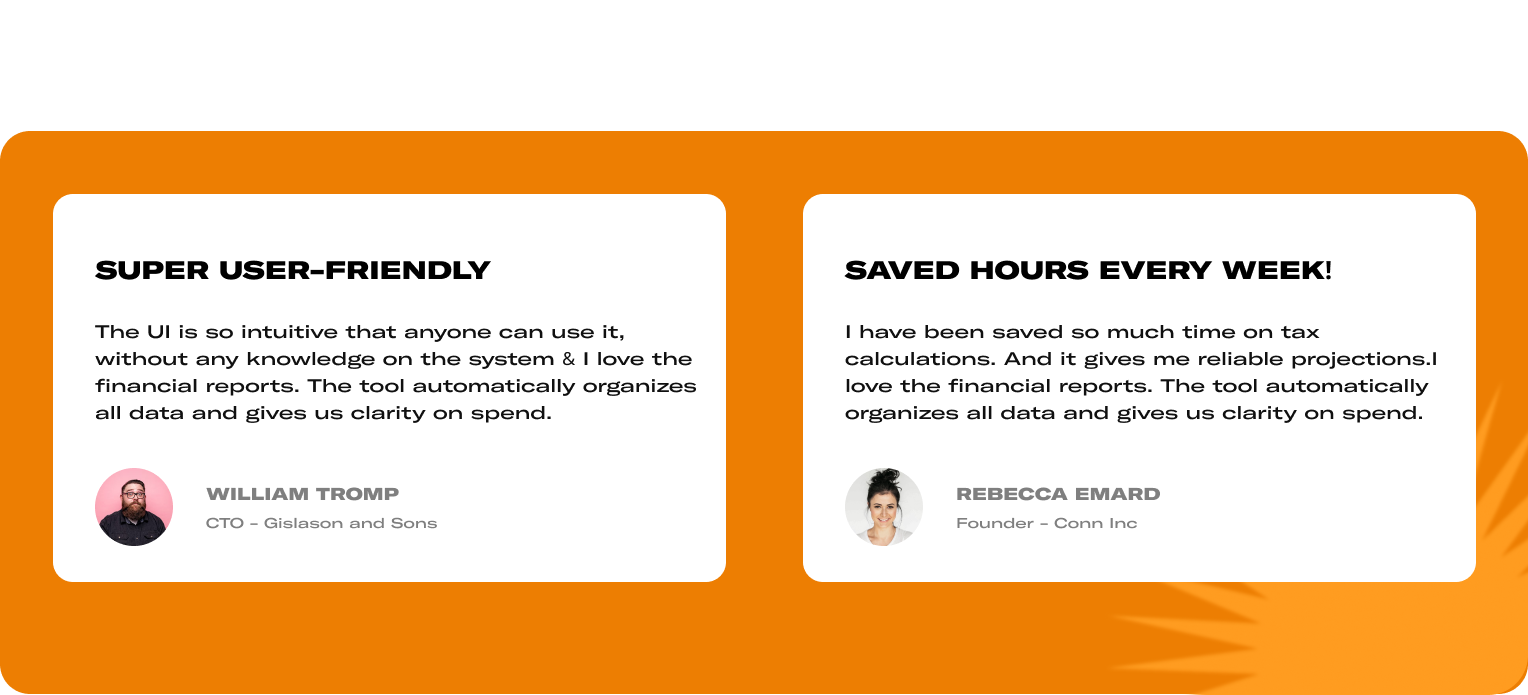 SUPER USER-FRIENDLY
The UI is so intuitive that anyone can use it,
without any knowledge on the system & I love the
financial reports. The tool automatically organizes
all data and gives us clarity on spend.
WILLIAM TROMP
CTO - Gislason and Sons
SAVED HOURS EVERY WEEK!
I have been saved so much time on tax
calculations. And it gives me reliable projections.I
love the financial reports. The tool automatically
organizes all data and gives us clarity on spend.
REBECCA EMARD
Founder - Conn Inc